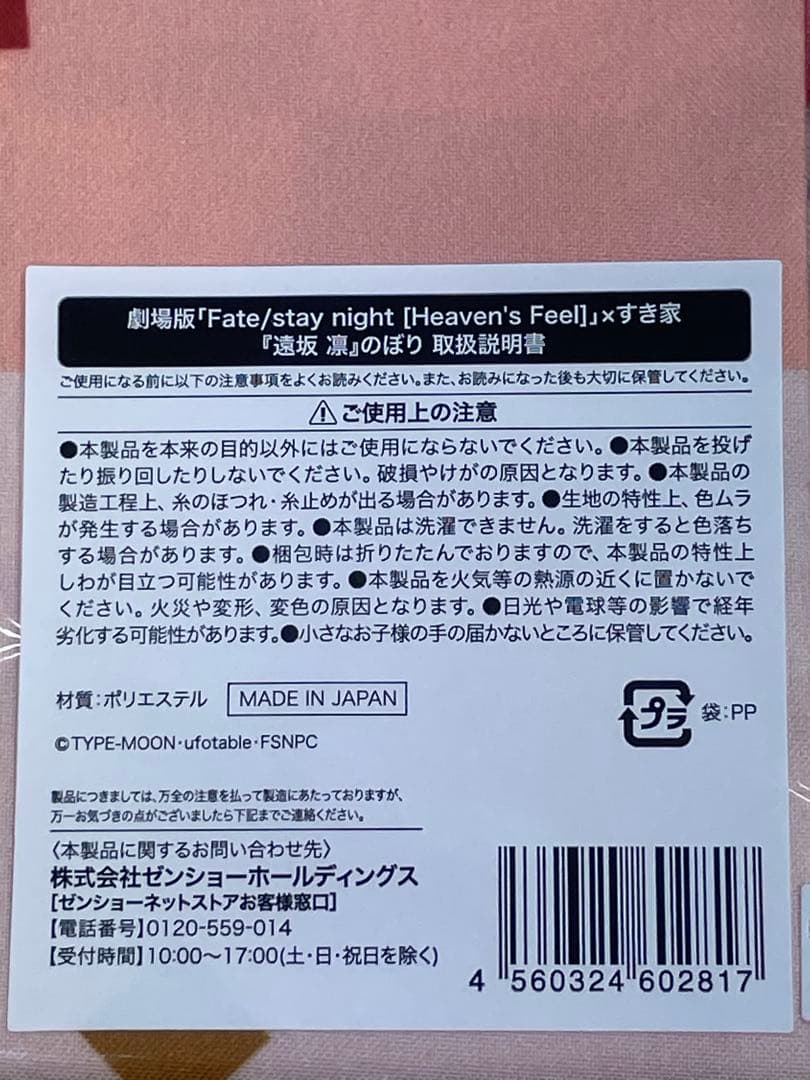 劇場版「Fate/stay night [Heaven's Feel]」×すき家
『遠坂 凛』のぼり 取扱説明書
ご使用になる前に以下の注意事項をよくお読みください。また、お読みになった後も大切に保管してください。
⚠ご使用上の注意
●本製品を本来の目的以外にはご使用にならないでください。●本製品を投げ
たり振り回したりしないでください。破損やけがの原因となります。●本製品の
製造工程上、糸のほつれ・糸止めが出る場合があります。●生地の特性上、色ムラ
が発生する場合があります。●本製品は洗濯できません。洗濯をすると色落ち
する場合があります。●梱包時は折りたたんでおりますので、本製品の特性上
しわが目立つ可能性があります。●本製品を火気等の熱源の近くに置かないで
ください。火災や変形、変色の原因となります。●日光や電球等の影響で経年
劣化する可能性があります。●小さなお子様の手の届かないところに保管してください。
材質：ポリエステル MADE IN JAPAN
プラ 袋：PP
©TYPE-MOON・ufotable・FSNPC
製品につきましては、万全の注意を払って製造にあたっておりますが、
万一お気づきの点がございましたら下記までご連絡ください。
〈本製品に関するお問い合わせ先〉
株式会社ゼンショーホールディングス
[ゼンショーネットストアお客様窓口]
【電話番号】0120-559-014
【受付時間】10:00〜17:00(土・日・祝日を除く)
4 560324 602817